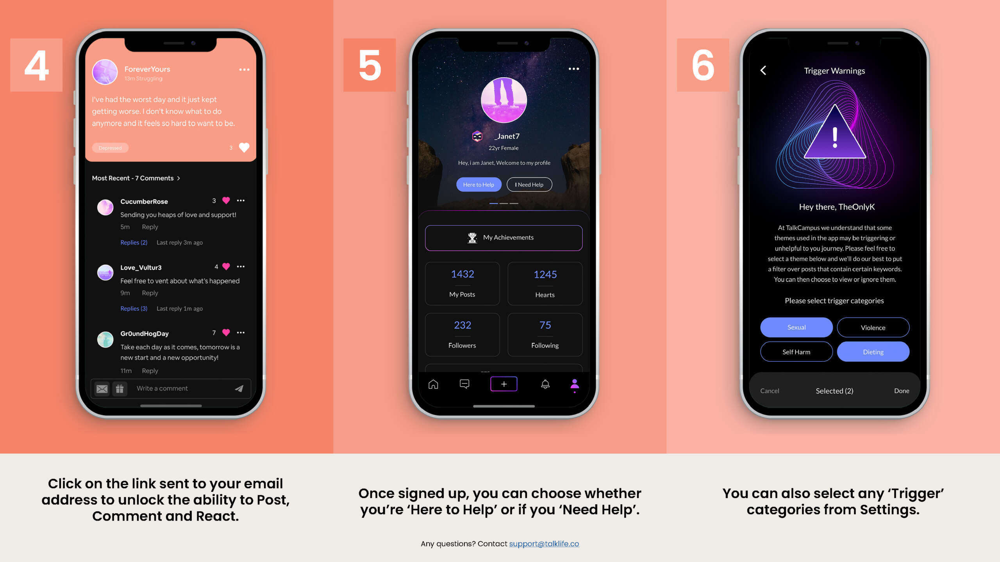 4
ForeverYours
13m Struggling
I've had the worst day and it just kept
getting worse. I don't know what to do
anymore and it feels so hard to want to be.
Depressed
3
Most Recent - 7 Comments >
CucumberRose
3
Sending you heaps of love and support!
5m Reply
Replies (2) Last reply 3m ago
Love_Vultur3
4
Feel free to vent about what's happened
9m Reply
Replies (3) Last reply 1m ago
Gr0undHogDay
7
Take each day as it comes, tomorrow is a
new start and a new opportunity!
11m Reply
Write a comment
Click on the link sent to your email
address to unlock the ability to Post,
Comment and React.
5
_Janet7
22yr Female
Hey, i am Janet, Welcome to my profile
Here to Help
I Need Help
My Achievements
1432
My Posts
1245
Hearts
232
Followers
75
Following
Once signed up, you can choose whether
you're ‘Here to Help’ or if you ‘Need Help’.
Any questions? Contact support@talklife.co
6
Trigger Warnings
Hey there, TheOnlyK
At TalkCampus we understand that some
themes used in the app may be triggering or
unhelpful to you journey. Please feel free to
select a theme below and we'll do our best to put
a filter over posts that contain certain keywords.
You can then choose to view or ignore them.
Please select trigger categories
Sexual
Violence
Self Harm
Dieting
Cancel
Selected (2)
Done
You can also select any ‘Trigger’
categories from Settings.